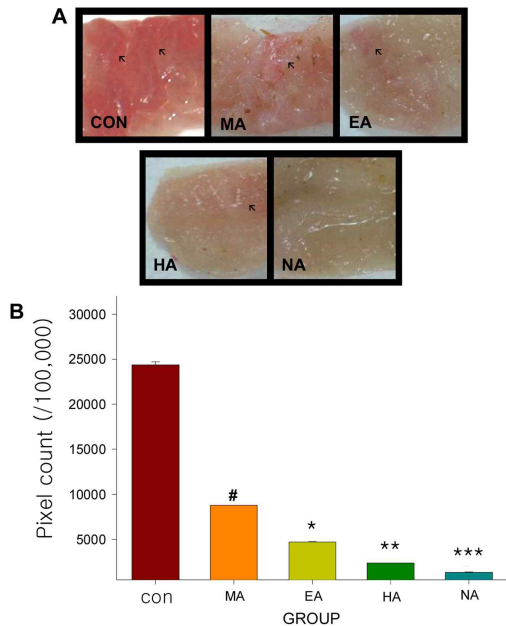 A
CON
MA
EA
HA
NA
B
Pixel count (/100,000)
30000
25000
20000
15000
10000
5000
#
*
**
***
con
MA
EA
HA
NA
GROUP